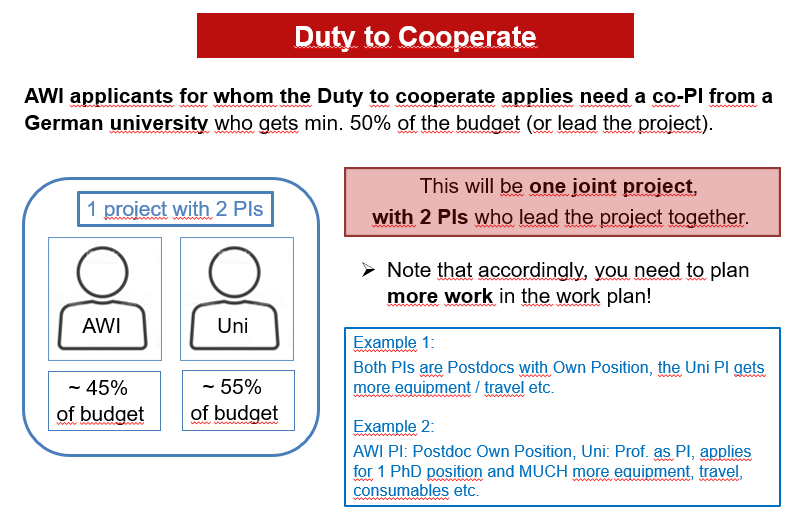 Duty to Cooperate
AWI applicants for whom the Duty to cooperate applies need a co-PI from a
German university who gets min. 50% of the budget (or lead the project).
1 project with 2 PIs
AWI
Uni
~ 45%
of budget
~ 55%
of budget
This will be one joint project,
with 2 PIs who lead the project together.
➤ Note that accordingly, you need to plan
more work in the work plan!
Example 1:
Both PIs are Postdocs with Own Position, the Uni PI gets
more equipment / travel etc.
Example 2:
AWI PI: Postdoc Own Position, Uni: Prof. as PI, applies
for 1 PhD position and MUCH more equipment, travel,
consumables etc.